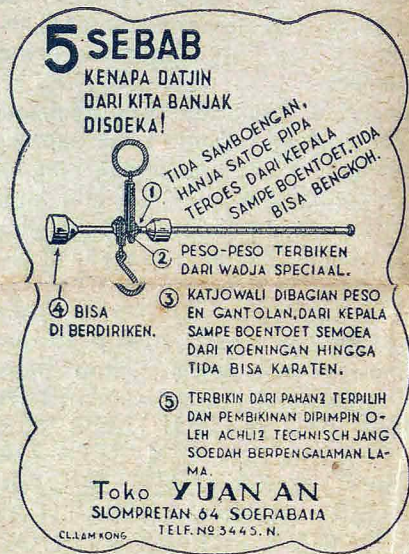 5 SEBAB
KENAPA DATJIN
DARI KITA BANJAK
DISOEKA!
①
TIDA SAMBOENGAN,
HANJA SATOE PIPA
TEROES DARI KEPALA
SAMPE BOENTOET, TIDA
BISA BENGKOH.
② PESO-PESO TERBIKEN
DARI WADJA SPECIAAL.
③ KATJOWALI DIBAGIAN PESO
EN GANTOLAN, DARI KEPALA
SAMPE BOENTOET SEMOEA
DARI KOENINGAN HINGGA
TIDA BISA KARATEN.
④ BISA
DI BERDIRIKEN.
⑤ TERBIKIN DARI PAHAN2 TERPILIH
DAN PEMBIKINAN DIPIMPIN O-
LEH ACHLI2 TECHNISCH JANG
SOEDAH BERPENGALAMAN LA-
MA.
Toko YUAN AN
SLOMPRETAN 64 SOERABAIA
TELF. Nº 3445. N.
CL. LAM KONG